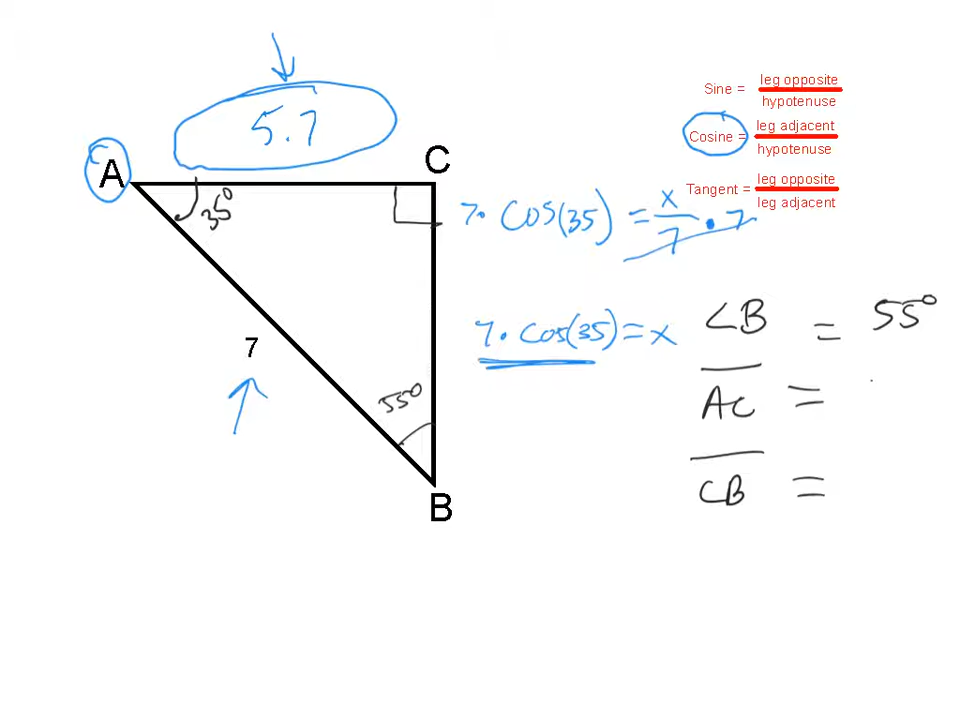 5.7
A
C
35°
7
55°
B
Sine = leg opposite
hypotenuse
Cosine = leg adjacent
hypotenuse
Tangent = leg opposite
leg adjacent
7 · cos(35) = x/7 · 7
7 · cos(35) = x
∠B = 55°
AC =
CB =